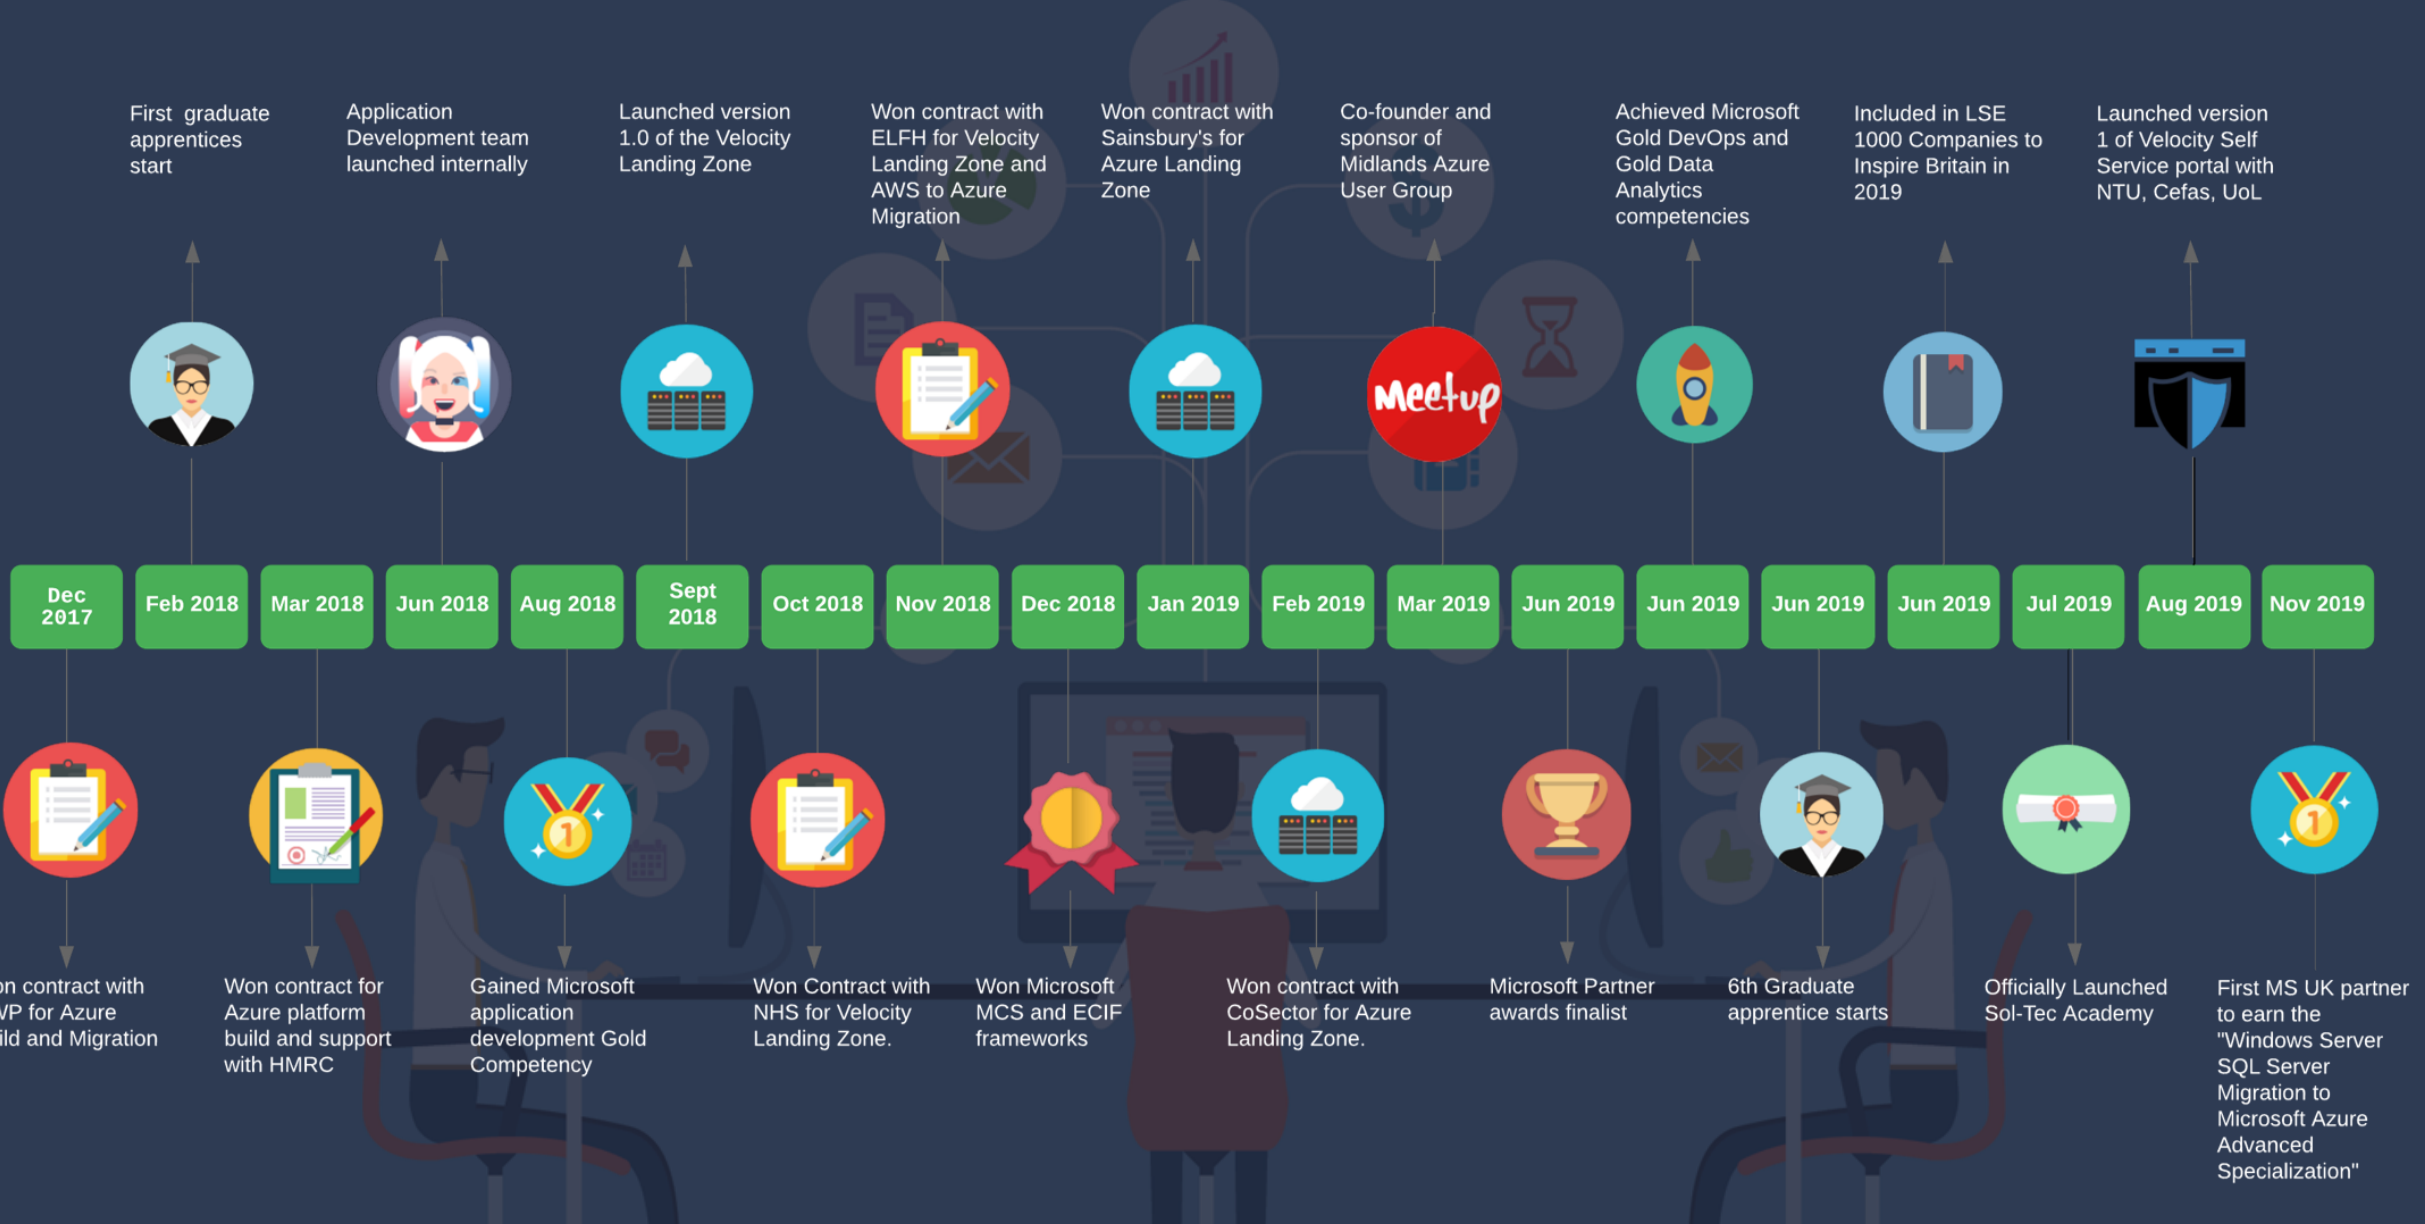 First graduate
apprentices
start
Application
Development team
launched internally
Launched version
1.0 of the Velocity
Landing Zone
Won contract with
ELFH for Velocity
Landing Zone and
AWS to Azure
Migration
Won contract with
Sainsbury's for
Azure Landing
Zone
Co-founder and
sponsor of
Midlands Azure
User Group
Achieved Microsoft
Gold DevOps and
Gold Data
Analytics
competencies
Included in LSE
1000 Companies to
Inspire Britain in
2019
Launched version
1 of Velocity Self
Service portal with
NTU, Cefas, UoL
Meetup
Dec
2017
Feb 2018
Mar 2018
Jun 2018
Aug 2018
Sept
2018
Oct 2018
Nov 2018
Dec 2018
Jan 2019
Feb 2019
Mar 2019
Jun 2019
Jun 2019
Jun 2019
Jun 2019
Jul 2019
Aug 2019
Nov 2019
1
1
contract with
for Azure
and Migration
Won contract for
Azure platform
build and support
with HMRC
Gained Microsoft
application
development Gold
Competency
Won Contract with
NHS for Velocity
Landing Zone.
Won Microsoft
MCS and ECIF
frameworks
Won contract with
CoSector for Azure
Landing Zone.
Microsoft Partner
awards finalist
6th Graduate
apprentice starts
Officially Launched
Sol-Tec Academy
First MS UK partner
to earn the
"Windows Server
SQL Server
Migration to
Microsoft Azure
Advanced
Specialization"